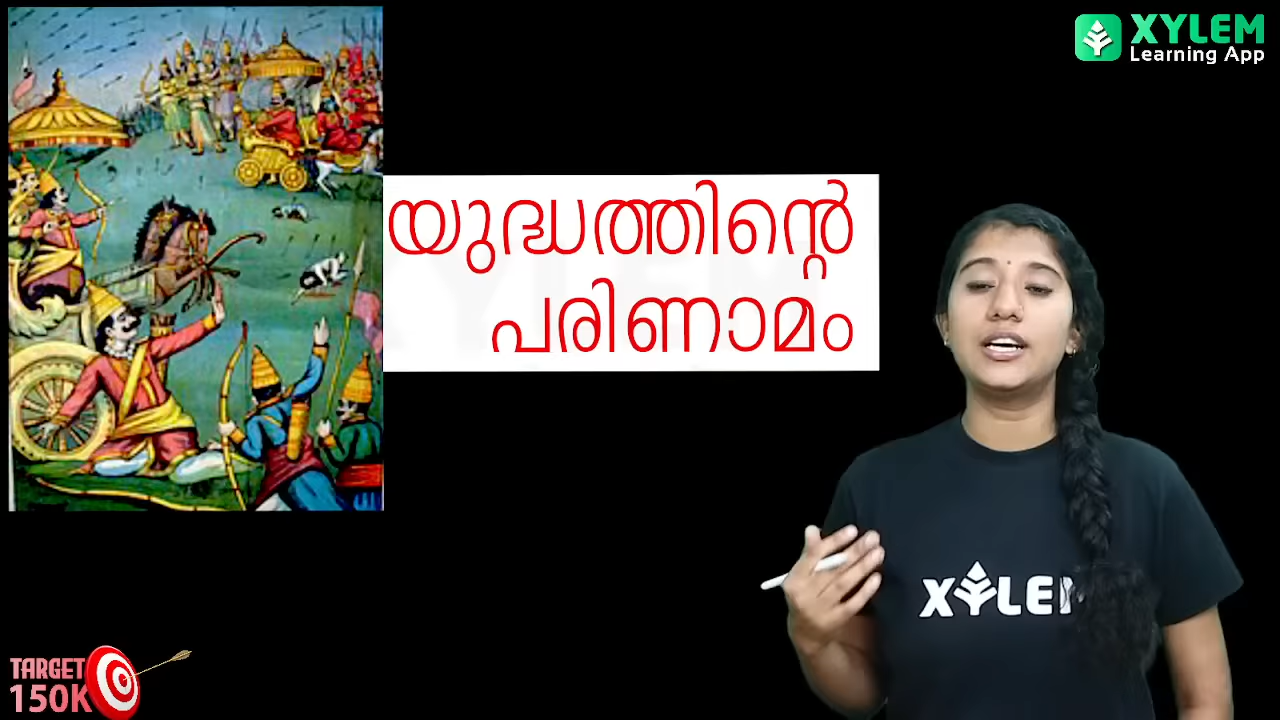 XYLEM
Learning App
യുദ്ധത്തിന്റെ
പരിണാമം
XYLEM
TARGET
150K